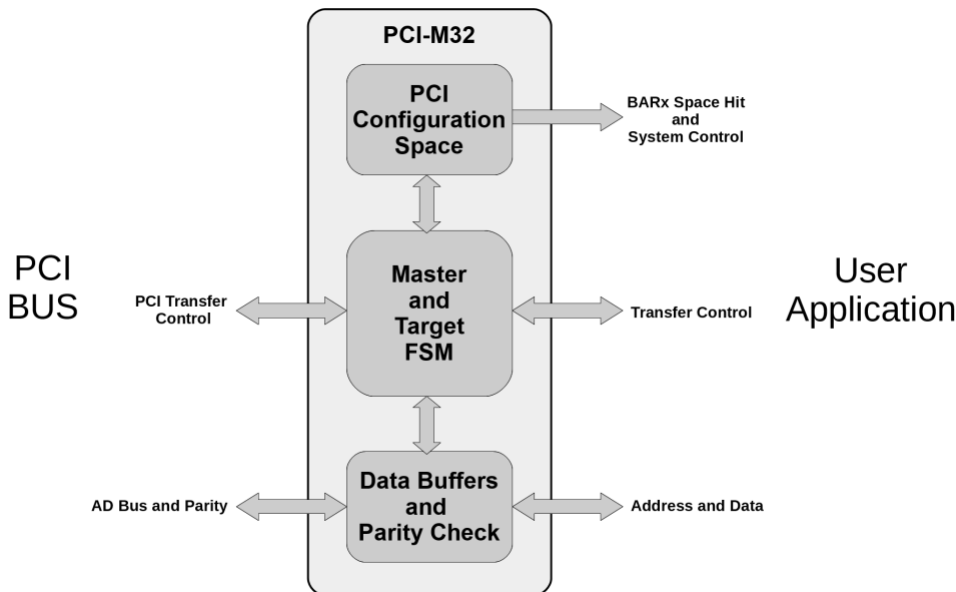 PCI-M32
PCI
Configuration
Space
BARx Space Hit
and
System Control
PCI
BUS
PCI Transfer
Control
Master
and
Target
FSM
Transfer Control
User
Application
AD Bus and Parity
Data Buffers
and
Parity Check
Address and Data